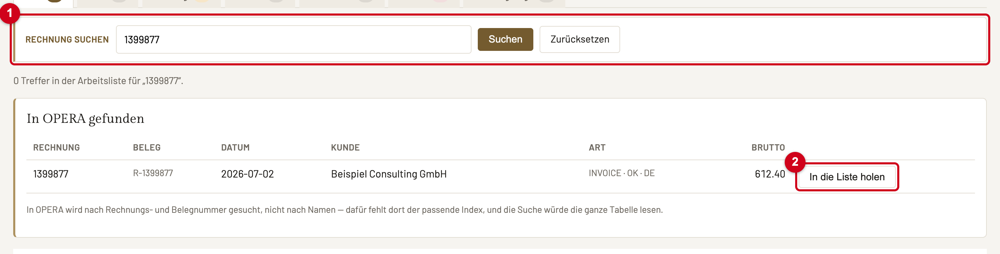 1
RECHNUNG SUCHEN 1399877 Suchen Zurücksetzen
0 Treffer in der Arbeitsliste für „1399877“.
In OPERA gefunden
RECHNUNG BELEG DATUM KUNDE ART BRUTTO
2
1399877 R-1399877 2026-07-02 Beispiel Consulting GmbH INVOICE · OK · DE 612.40 In die Liste holen
In OPERA wird nach Rechnungs- und Belegnummer gesucht, nicht nach Namen — dafür fehlt dort der passende Index, und die Suche würde die ganze Tabelle lesen.